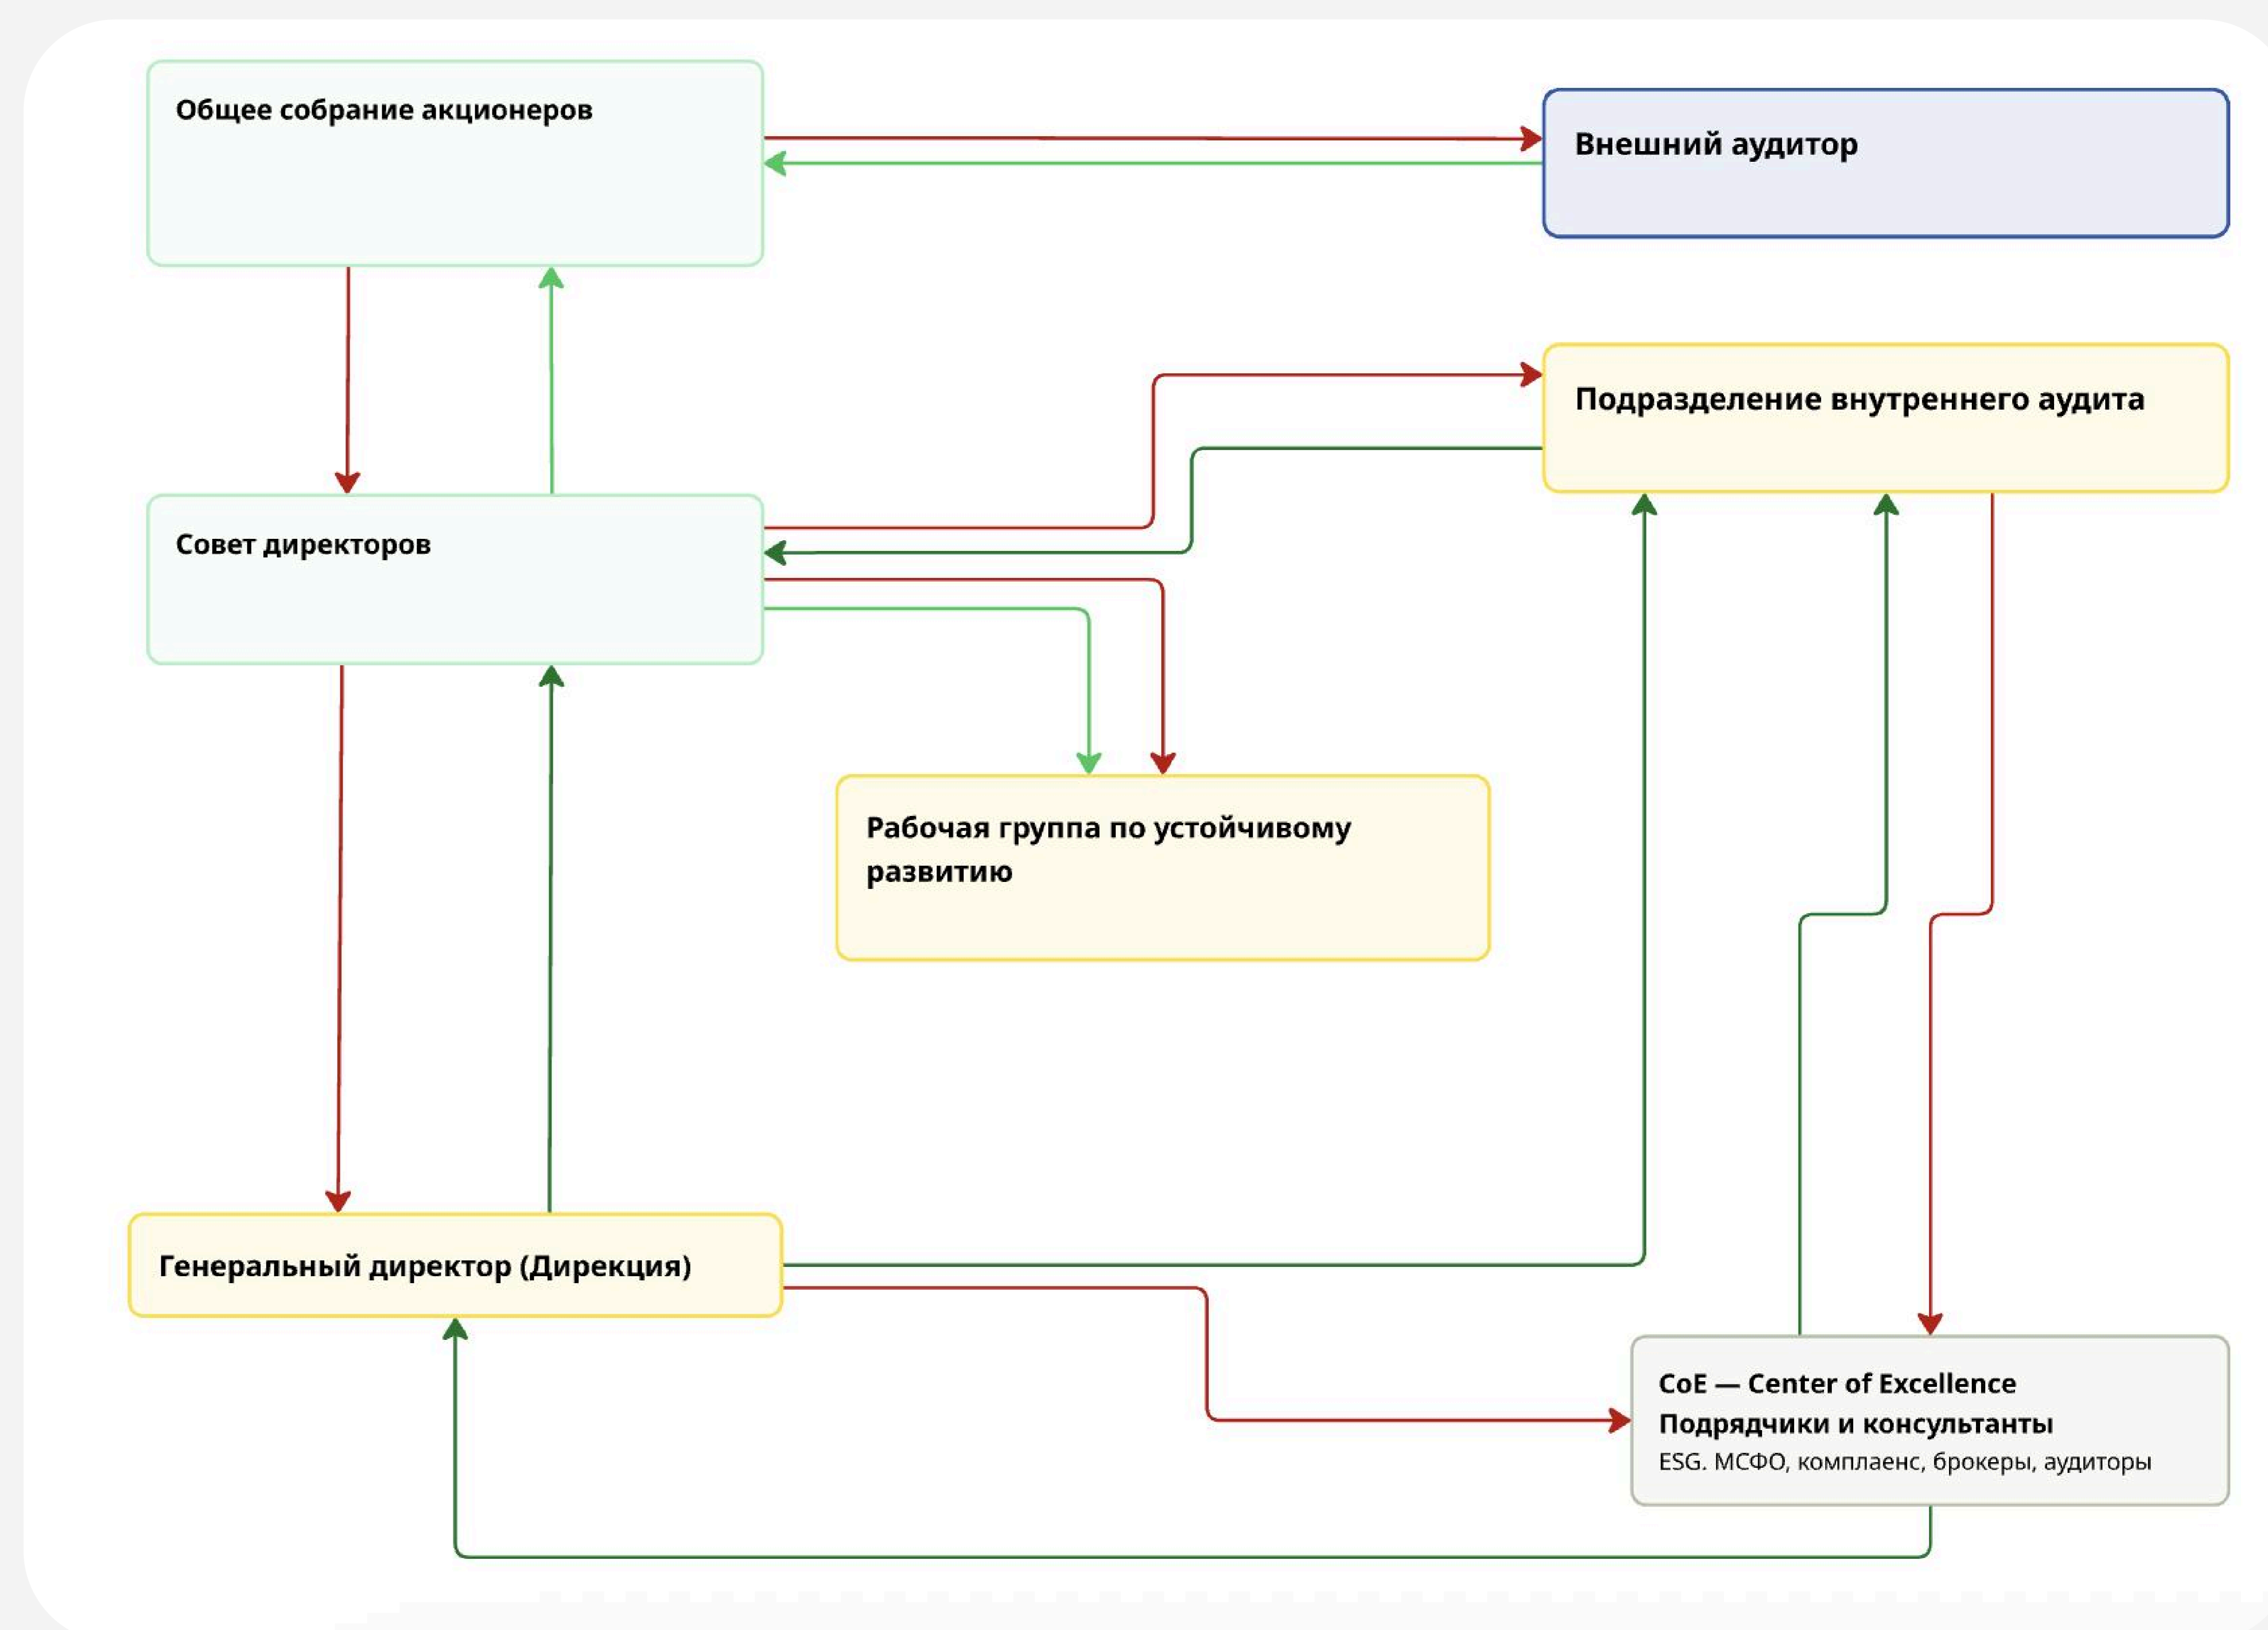 Общее собрание акционеров
Внешний аудитор
Подразделение внутреннего аудита
Совет директоров
Рабочая группа по устойчивому
развитию
Генеральный директор (Дирекция)
CoE — Center of Excellence
Подрядчики и консультанты
ESG. МСФО, комплаенс, брокеры, аудиторы